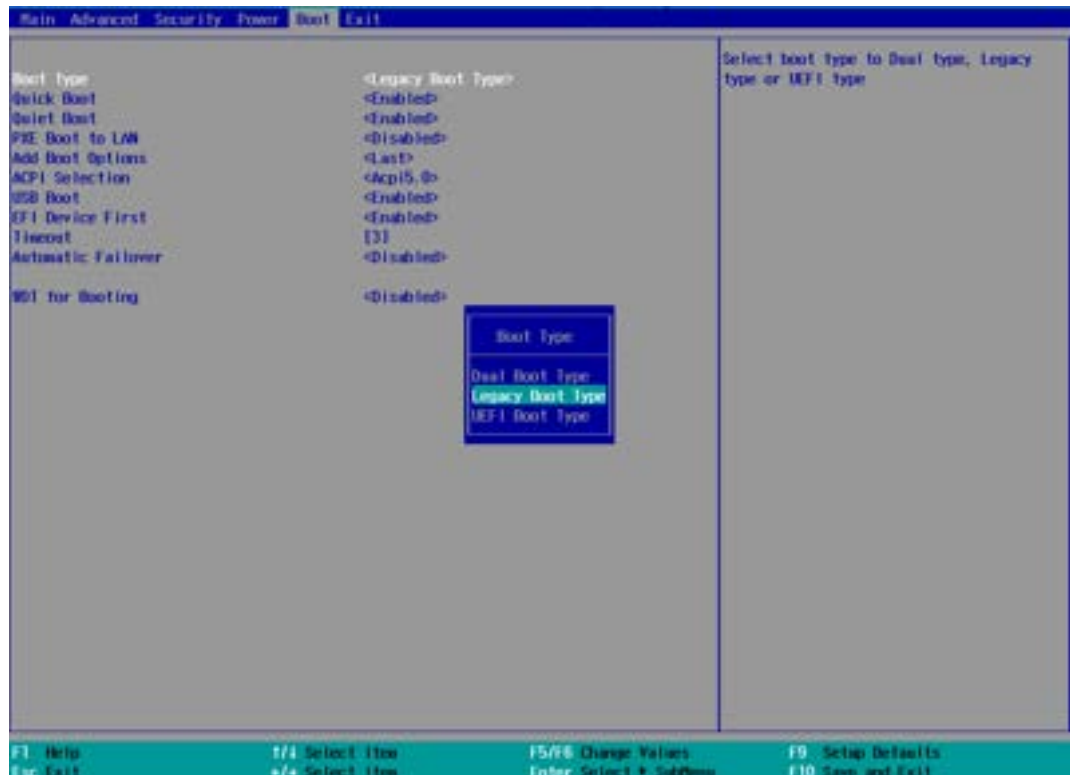 Main Advanced Security Power Boot Exit
Select boot type to Dual type, Legacy
type or UEFI type
Boot Type <Legacy Boot Type>
Quick Boot <Enabled>
Quiet Boot <Enabled>
PXE Boot to LAN <Disabled>
Add Boot Options <Last>
ACPI Selection <Acpi5.0>
USB Boot <Enabled>
EFI Device First <Enabled>
Timeout [3]
Automatic Failover <Disabled>
WDT for Booting <Disabled>
Boot Type
Dual Boot Type
Legacy Boot Type
UEFI Boot Type
F1 Help ↑/↓ Select Item F5/F6 Change Values F9 Setup Defaults
Esc Exit ←/→ Select Item Enter Select ► SubMenu F10 Save and Exit